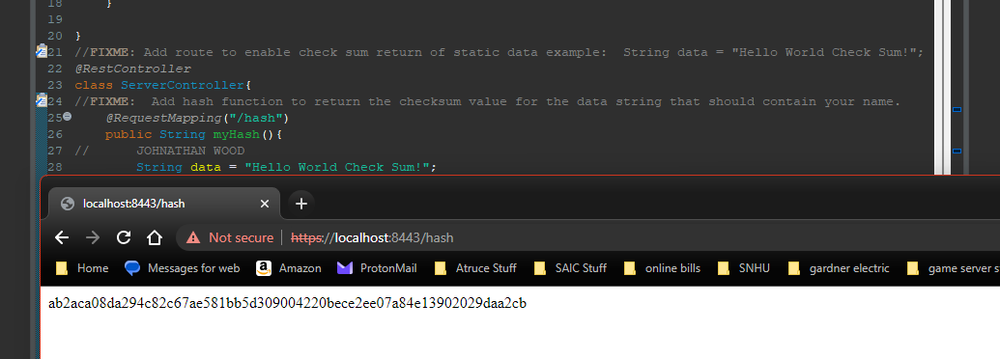 18 }
19
20 }
21 //FIXME: Add route to enable check sum return of static data example:  String data = "Hello World Check Sum!";
22 @RestController
23 class ServerController{
24 //FIXME:  Add hash function to return the checksum value for the data string that should contain your name.
25 @RequestMapping("/hash")
26 public String myHash(){
27 // JOHNATHAN WOOD
28 String data = "Hello World Check Sum!";
localhost:8443/hash
Not secure | https://localhost:8443/hash
Home Messages for web Amazon ProtonMail Atruce Stuff SAIC Stuff online bills SNHU gardner electric game server s
ab2aca08da294c82c67ae581bb5d309004220bece2ee07a84e13902029daa2cb